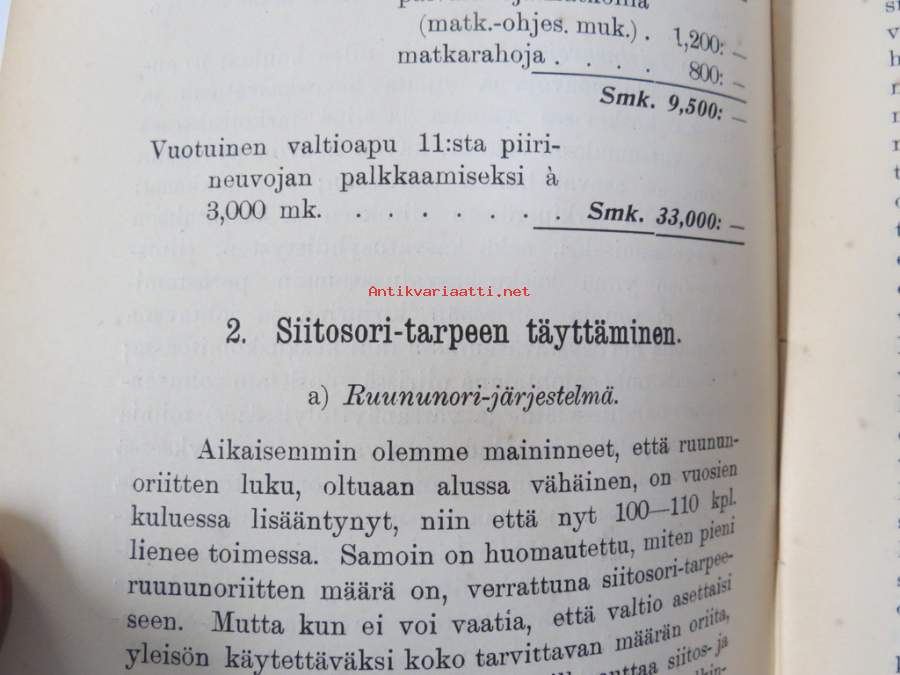 (matk.-ohjes. muk.) . 1,200: —
matkarahoja . . . 800: —
Smk. 9,500: —
Vuotuinen valtioapu 11:sta piiri-
neuvojan palkkaamiseksi à
3,000 mk. . . . . . . . Smk. 33,000: —
Antikvariaatti.net
2. Siitosori-tarpeen täyttäminen.
a) Ruununori-järjestelmä.
Aikaisemmin olemme maininneet, että ruunun-
oriitten luku, oltuaan alussa vähäinen, on vuosien
kuluessa lisääntynyt, niin että nyt 100—110 kpl.
lienee toimessa. Samoin on huomautettu, miten pieni
ruununoriitten määrä on, verrattuna siitosori-tarpee-
seen. Mutta kun ei voi vaatia, että valtio asettaisi
yleisön käytettäväksi koko tarvittavan määrän oriita,
siitos- ja